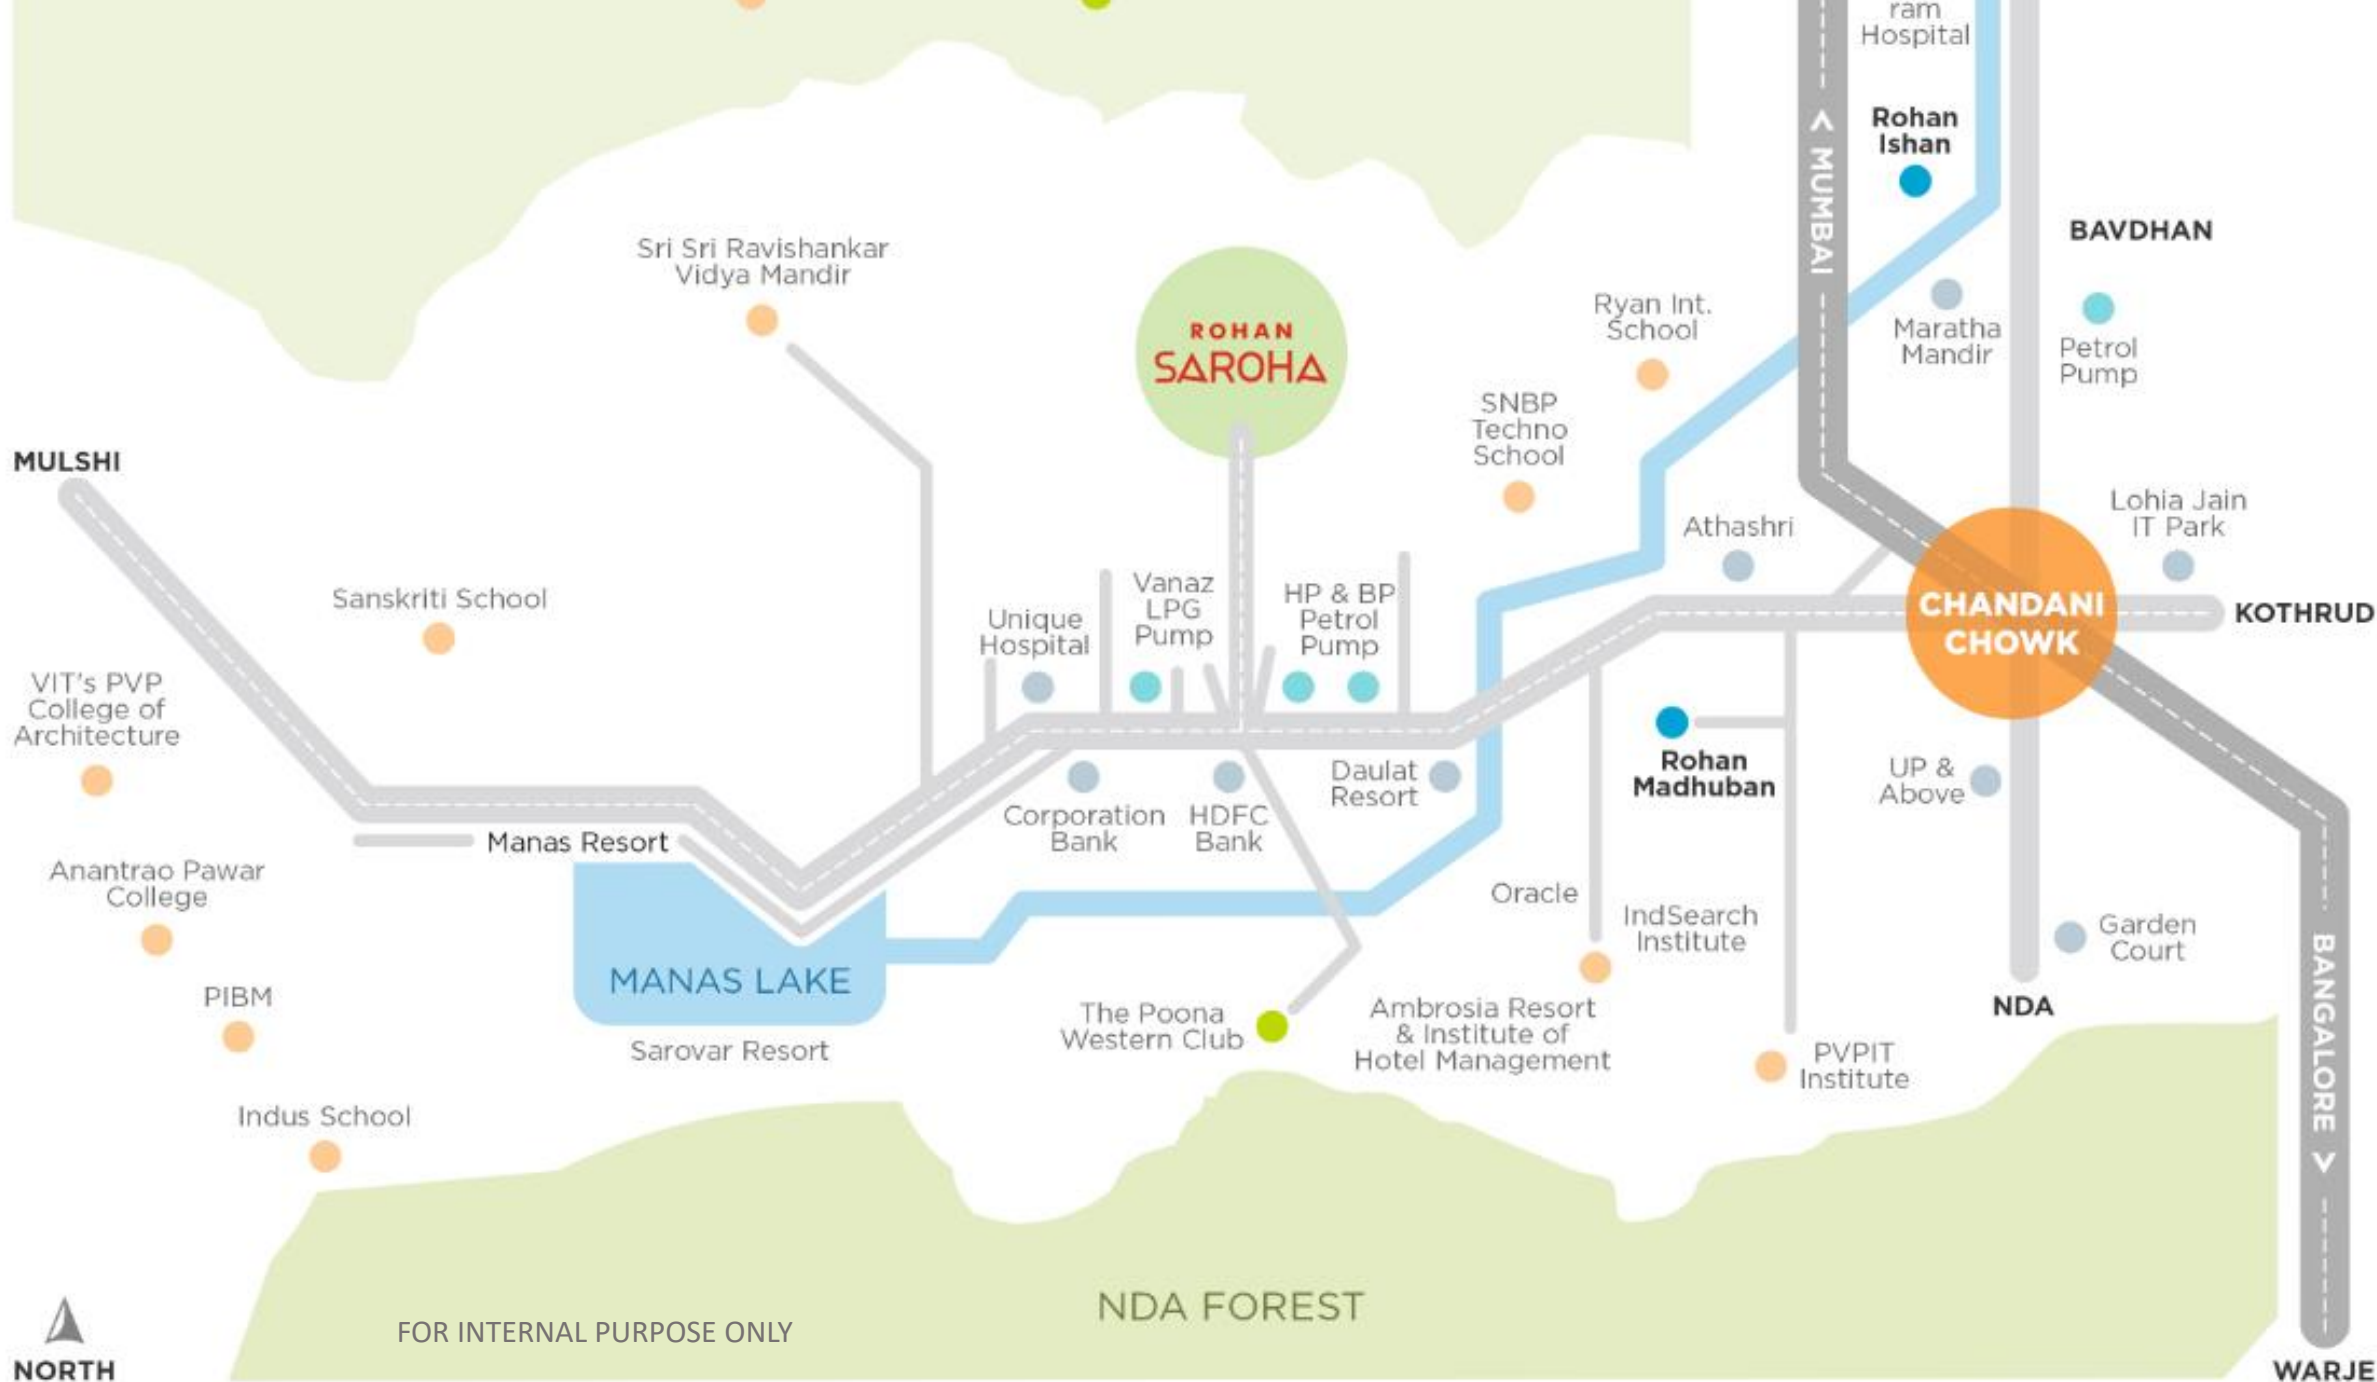 ram
Hospital
Rohan
Ishan
< MUMBAI
BAVDHAN
Sri Sri Ravishankar
Vidya Mandir
ROHAN
SAROHA
Ryan Int.
School
Maratha
Mandir
Petrol
Pump
SNBP
Techno
School
MULSHI
Athashri
Lohia Jain
IT Park
Sanskriti School
Unique
Hospital
Vanaz
LPG
Pump
HP & BP
Petrol
Pump
CHANDANI
CHOWK
KOTHRUD
VIT's PVP
College of
Architecture
Manas Resort
Corporation
Bank
HDFC
Bank
Daulat
Resort
Rohan
Madhuban
UP &
Above
Anantrao Pawar
College
Oracle
IndSearch
Institute
Garden
Court
BANGALORE >
MANAS LAKE
PIBM
Sarovar Resort
The Poona
Western Club
Ambrosia Resort
& Institute of
Hotel Management
NDA
PVPIT
Institute
Indus School
NDA FOREST
FOR INTERNAL PURPOSE ONLY
NORTH
WARJE